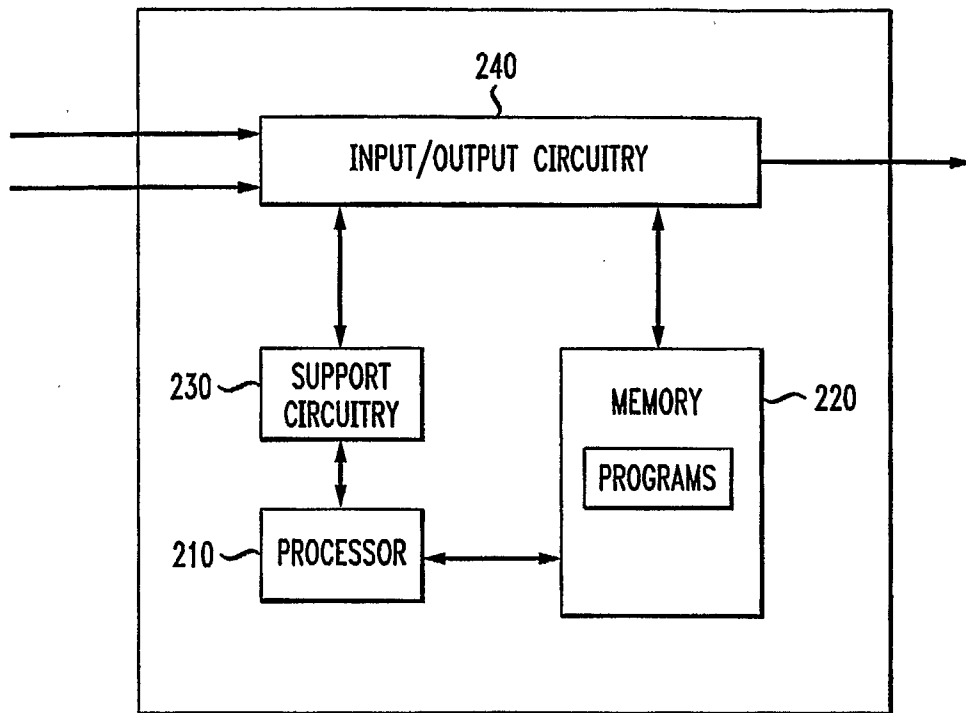 240
INPUT/OUTPUT CIRCUITRY
230
SUPPORT
CIRCUITRY
MEMORY
220
PROGRAMS
210
PROCESSOR